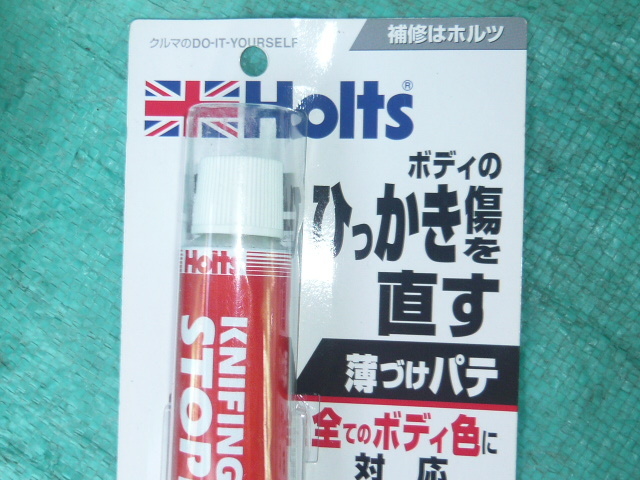 クルマのDO-IT-YOURSELF
補修はホルツ
Holts®
ボディの
ひっかき傷を
直す
薄づけパテ
全てのボディ色に
対応
Holts
KNIFING